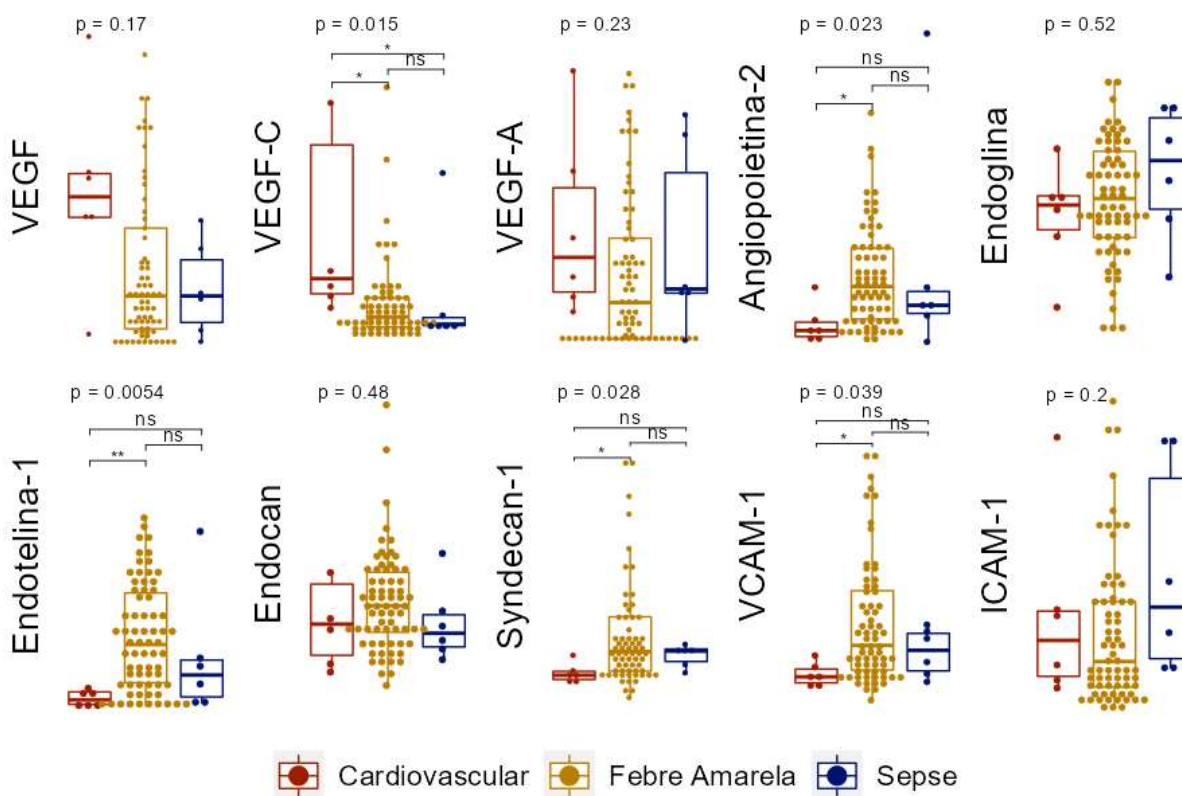 p = 0.17
p = 0.015
p = 0.23
p = 0.023
p = 0.52
*
ns
*
ns
ns
*
VEGF
VEGF-C
VEGF-A
Angiopoietina-2
Endoglina
p = 0.0054
p = 0.48
p = 0.028
p = 0.039
p = 0.2
ns
ns
**
ns
ns
*
ns
ns
*
Endotelina-1
Endocan
Syndecan-1
VCAM-1
ICAM-1
Cardiovascular
Febre Amarela
Sepse